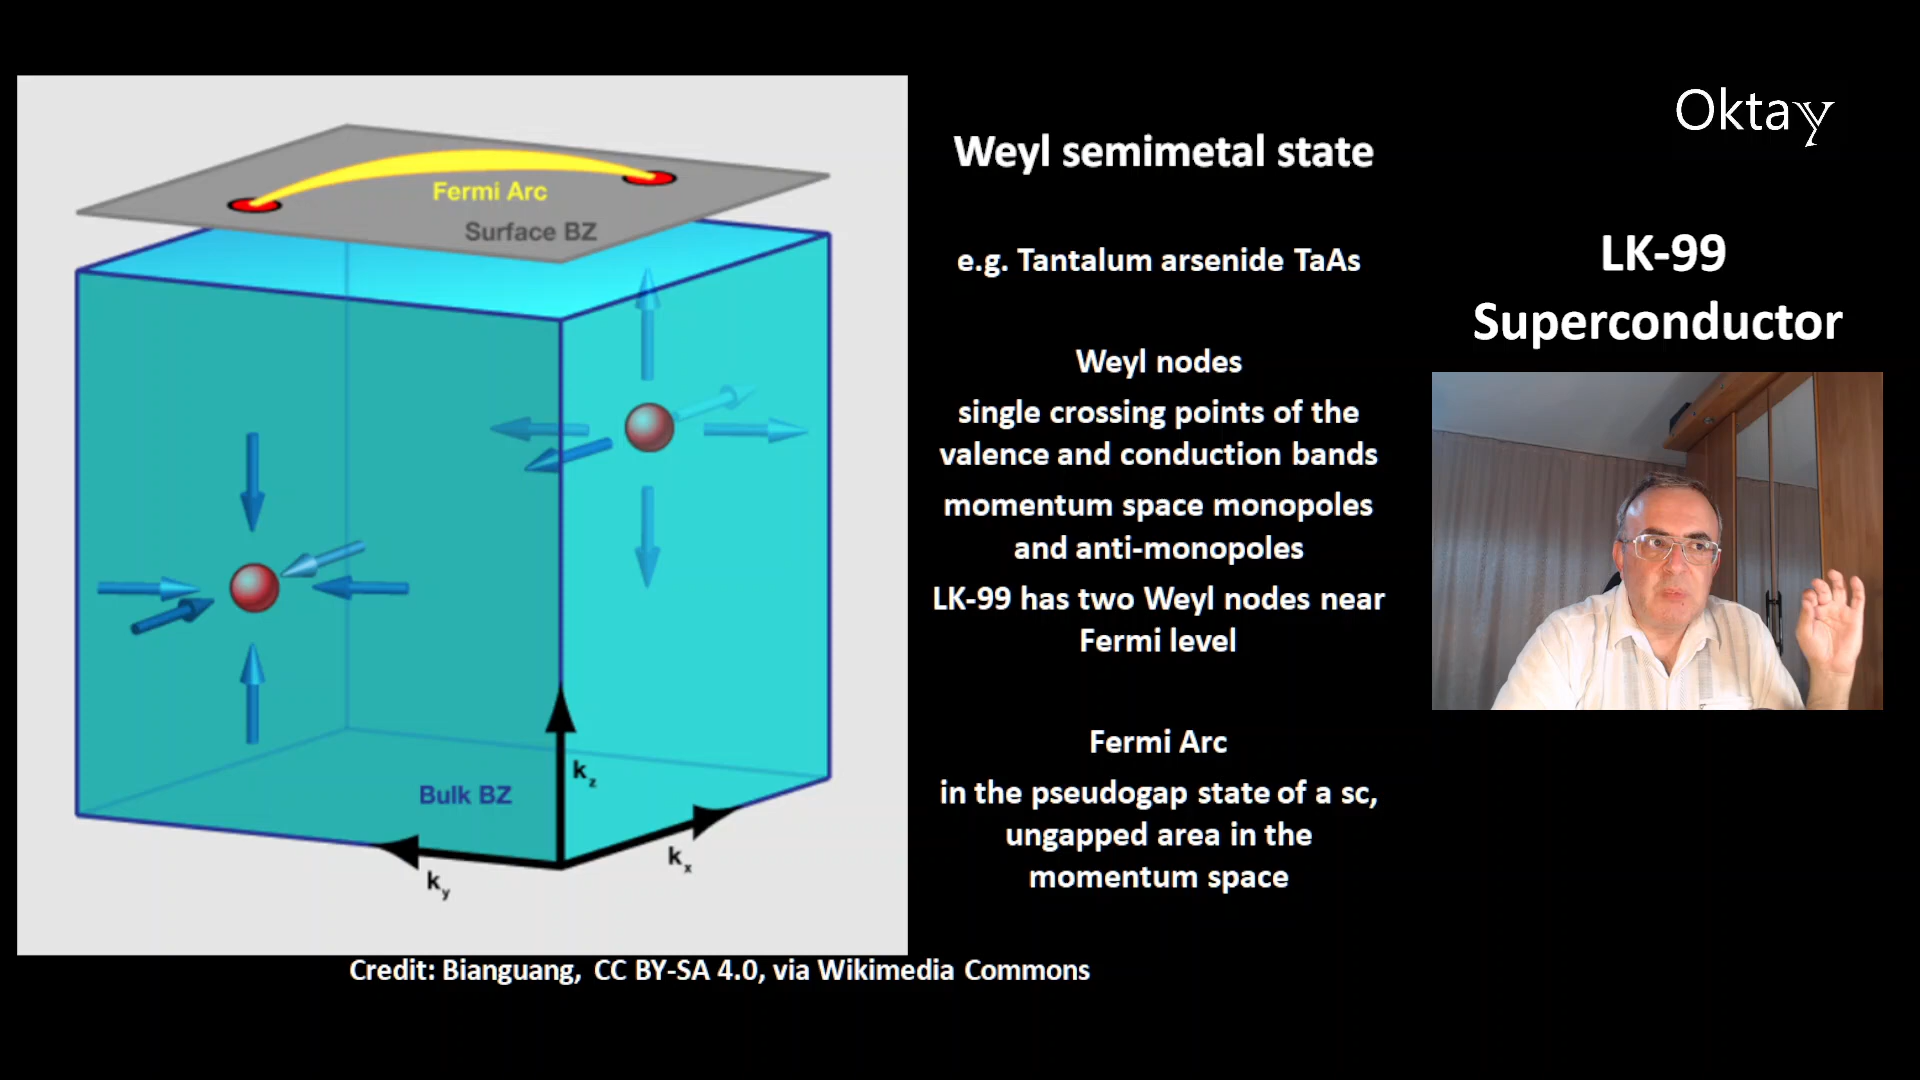 Oktay
Weyl semimetal state
LK-99
Superconductor
e.g. Tantalum arsenide TaAs
Weyl nodes
single crossing points of the
valence and conduction bands
momentum space monopoles
and anti-monopoles
LK-99 has two Weyl nodes near
Fermi level
Fermi Arc
in the pseudogap state of a sc,
ungapped area in the
momentum space
Fermi Arc
Surface BZ
Bulk BZ
kz
kx
ky
Credit: Bianguang, CC BY-SA 4.0, via Wikimedia Commons